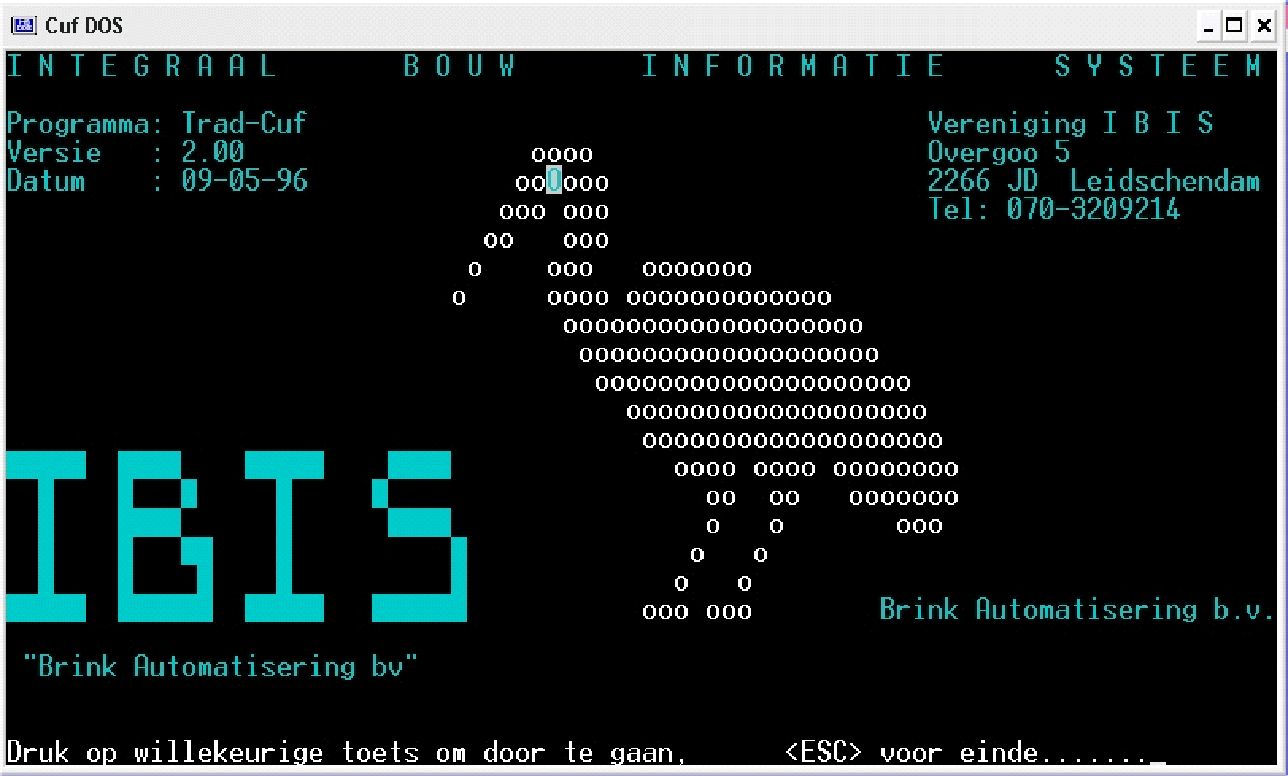 Cuf DOS
I N T E G R A A L B O U W I N F O R M A T I E S Y S T E E M
Programma: Trad-Cuf
Versie : 2.00
Datum : 09-05-96
Vereniging I B I S
Overgoo 5
2266 JD Leidschendam
Tel: 070-3209214
IBIS
Brink Automatisering b.v.
"Brink Automatisering bv"
Druk op willekeurige toets om door te gaan, <ESC> voor einde......._